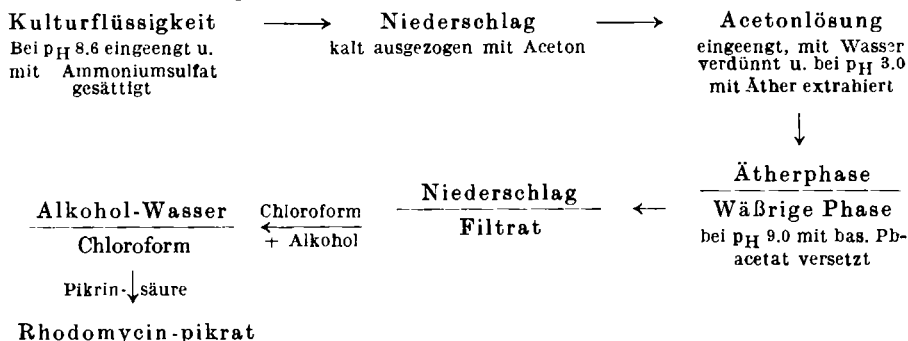 Kulturflüssigkeit
Bei pH 8.6 eingeengt u.
mit Ammoniumsulfat
gesättigt
Niederschlag
kalt ausgezogen mit Aceton
Acetonlösung
eingeengt, mit Wasser
verdünnt u. bei pH 3.0
mit Äther extrahiert
Ätherphase
Wäßrige Phase
bei pH 9.0 mit bas. Pb-
acetat versetzt
Niederschlag
Filtrat
Chloroform
+ Alkohol
Alkohol-Wasser
Chloroform
Pikrin-säure
Rhodomycin-pikrat